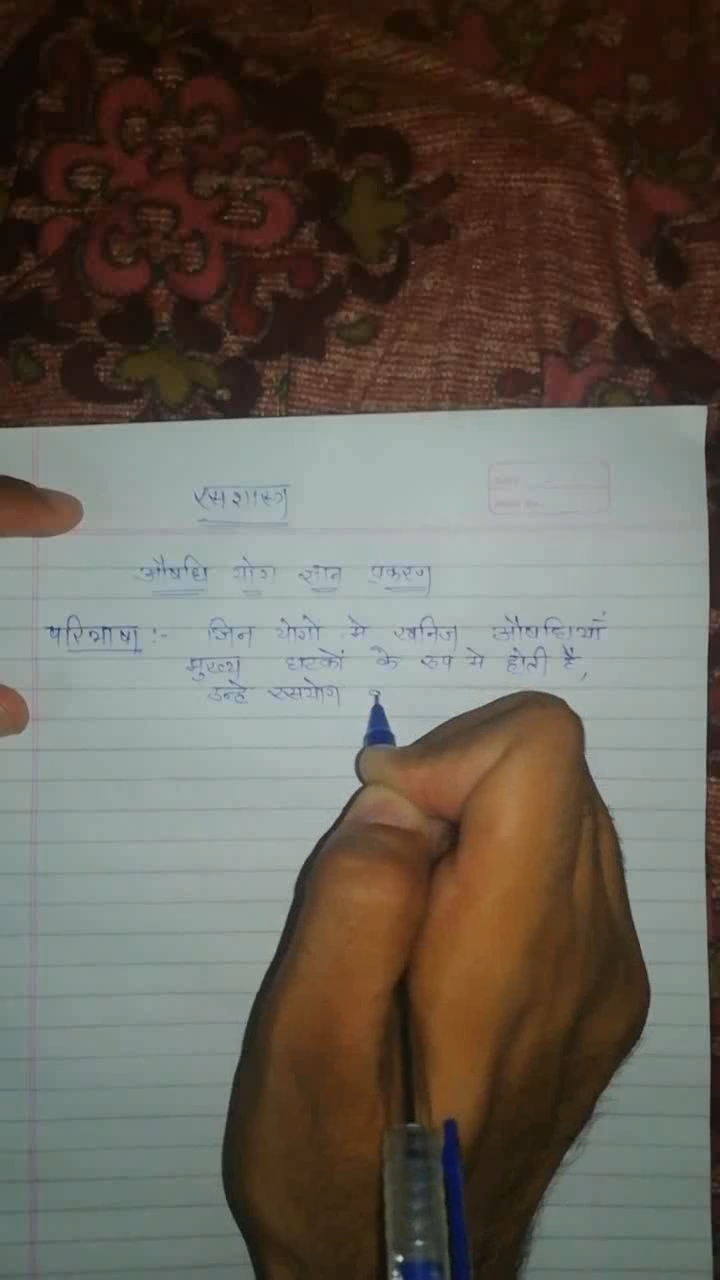 रसशास्त्र
औषधि योग ज्ञान प्रकरण
परिभाषा :- जिन योगो मे खनिज औषधियाँ
मुख्य घटकों के रुप मे होती है,
उन्हे रसयोग